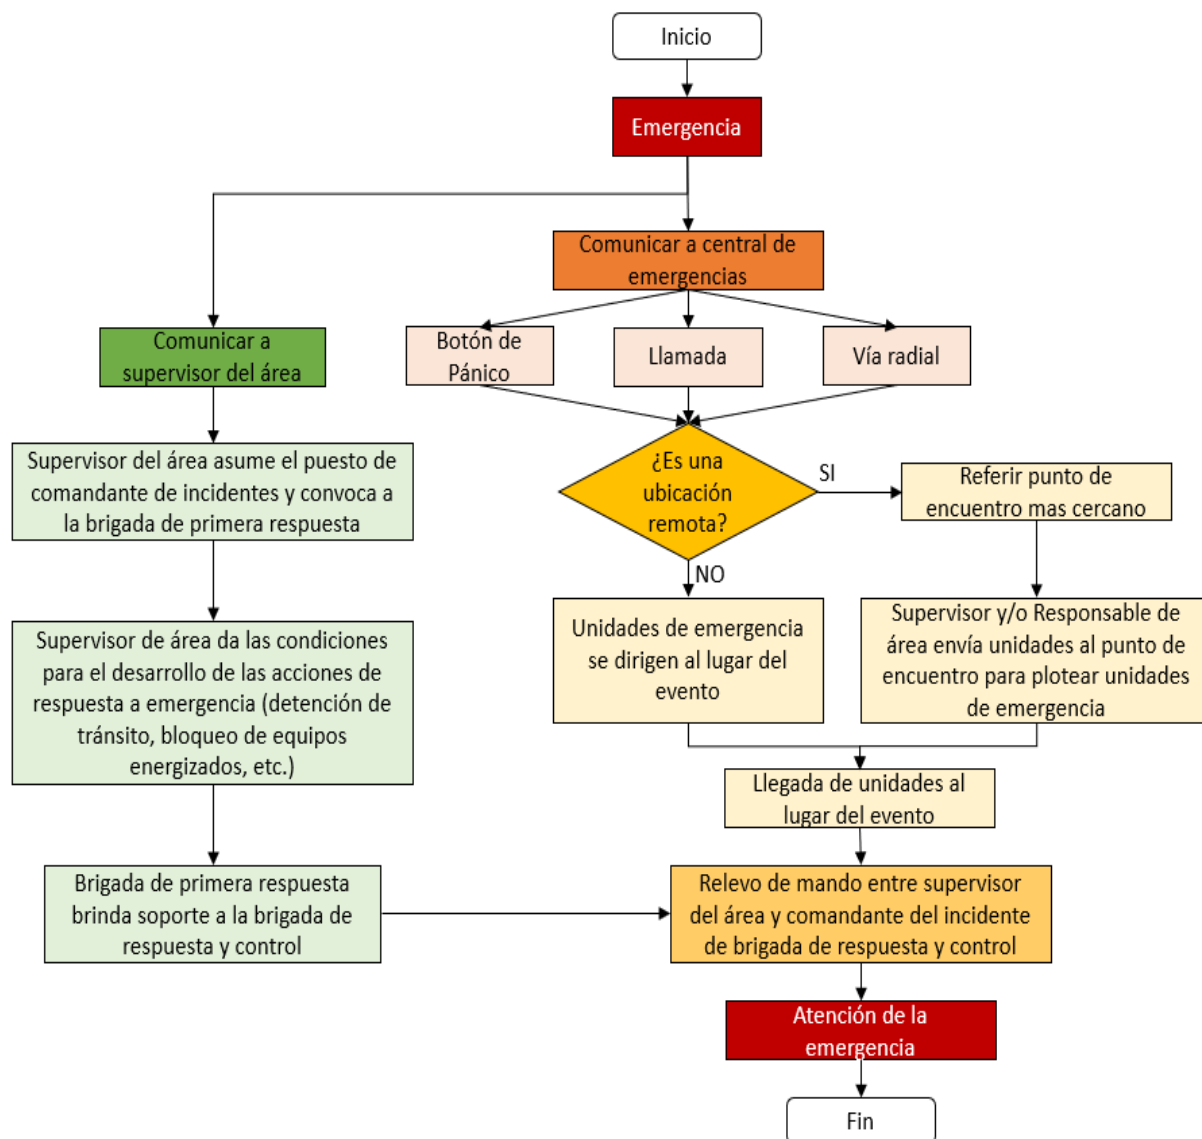 Inicio
Emergencia
Comunicar a central de
emergencias
Comunicar a
supervisor del área
Botón de
Pánico
Llamada
Vía radial
Supervisor del área asume el puesto de
comandante de incidentes y convoca a
la brigada de primera respuesta
¿Es una
ubicación
remota?
SI
Referir punto de
encuentro mas cercano
NO
Supervisor de área da las condiciones
para el desarrollo de las acciones de
respuesta a emergencia (detención de
tránsito, bloqueo de equipos
energizados, etc.)
Unidades de emergencia
se dirigen al lugar del
evento
Supervisor y/o Responsable de
área envía unidades al punto de
encuentro para plotear unidades
de emergencia
Llegada de unidades al
lugar del evento
Brigada de primera respuesta
brinda soporte a la brigada de
respuesta y control
Relevo de mando entre supervisor
del área y comandante del incidente
de brigada de respuesta y control
Atención de la
emergencia
Fin